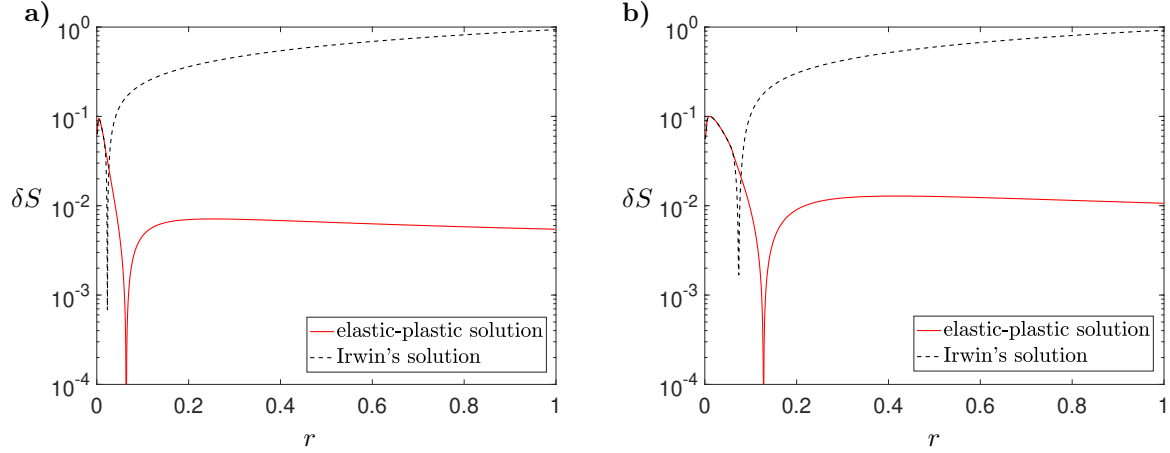 a)
10^0
10^-1
10^-2
10^-3
10^-4
δS
0 0.2 0.4 0.6 0.8 1
r
elastic-plastic solution
Irwin's solution
b)
10^0
10^-1
10^-2
10^-3
10^-4
δS
0 0.2 0.4 0.6 0.8 1
r
elastic-plastic solution
Irwin's solution